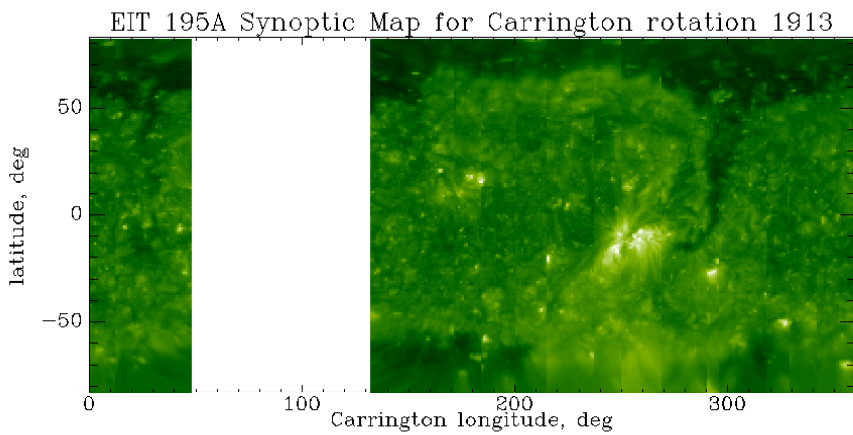 EIT 195A Synoptic Map for Carrington rotation 1913
50
0
−50
latitude, deg
0
100
200
300
Carrington longitude, deg